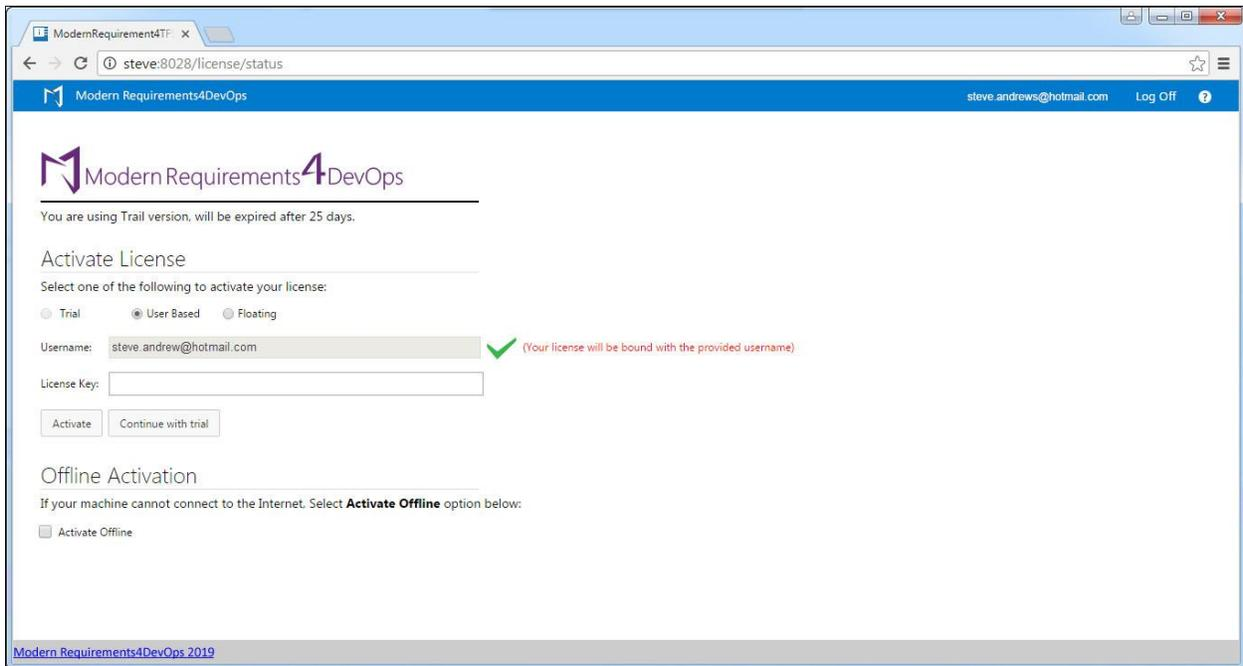 ModernRequirement4TF
steve:8028/license/status
Modern Requirements4DevOps steve.andrews@hotmail.com Log Off ?
Modern Requirements4DevOps
You are using Trail version, will be expired after 25 days.
Activate License
Select one of the following to activate your license:
Trial User Based Floating
Username: steve.andrew@hotmail.com (Your license will be bound with the provided username)
License Key:
Activate Continue with trial
Offline Activation
If your machine cannot connect to the Internet. Select Activate Offline option below:
Activate Offline
Modern Requirements4DevOps 2019